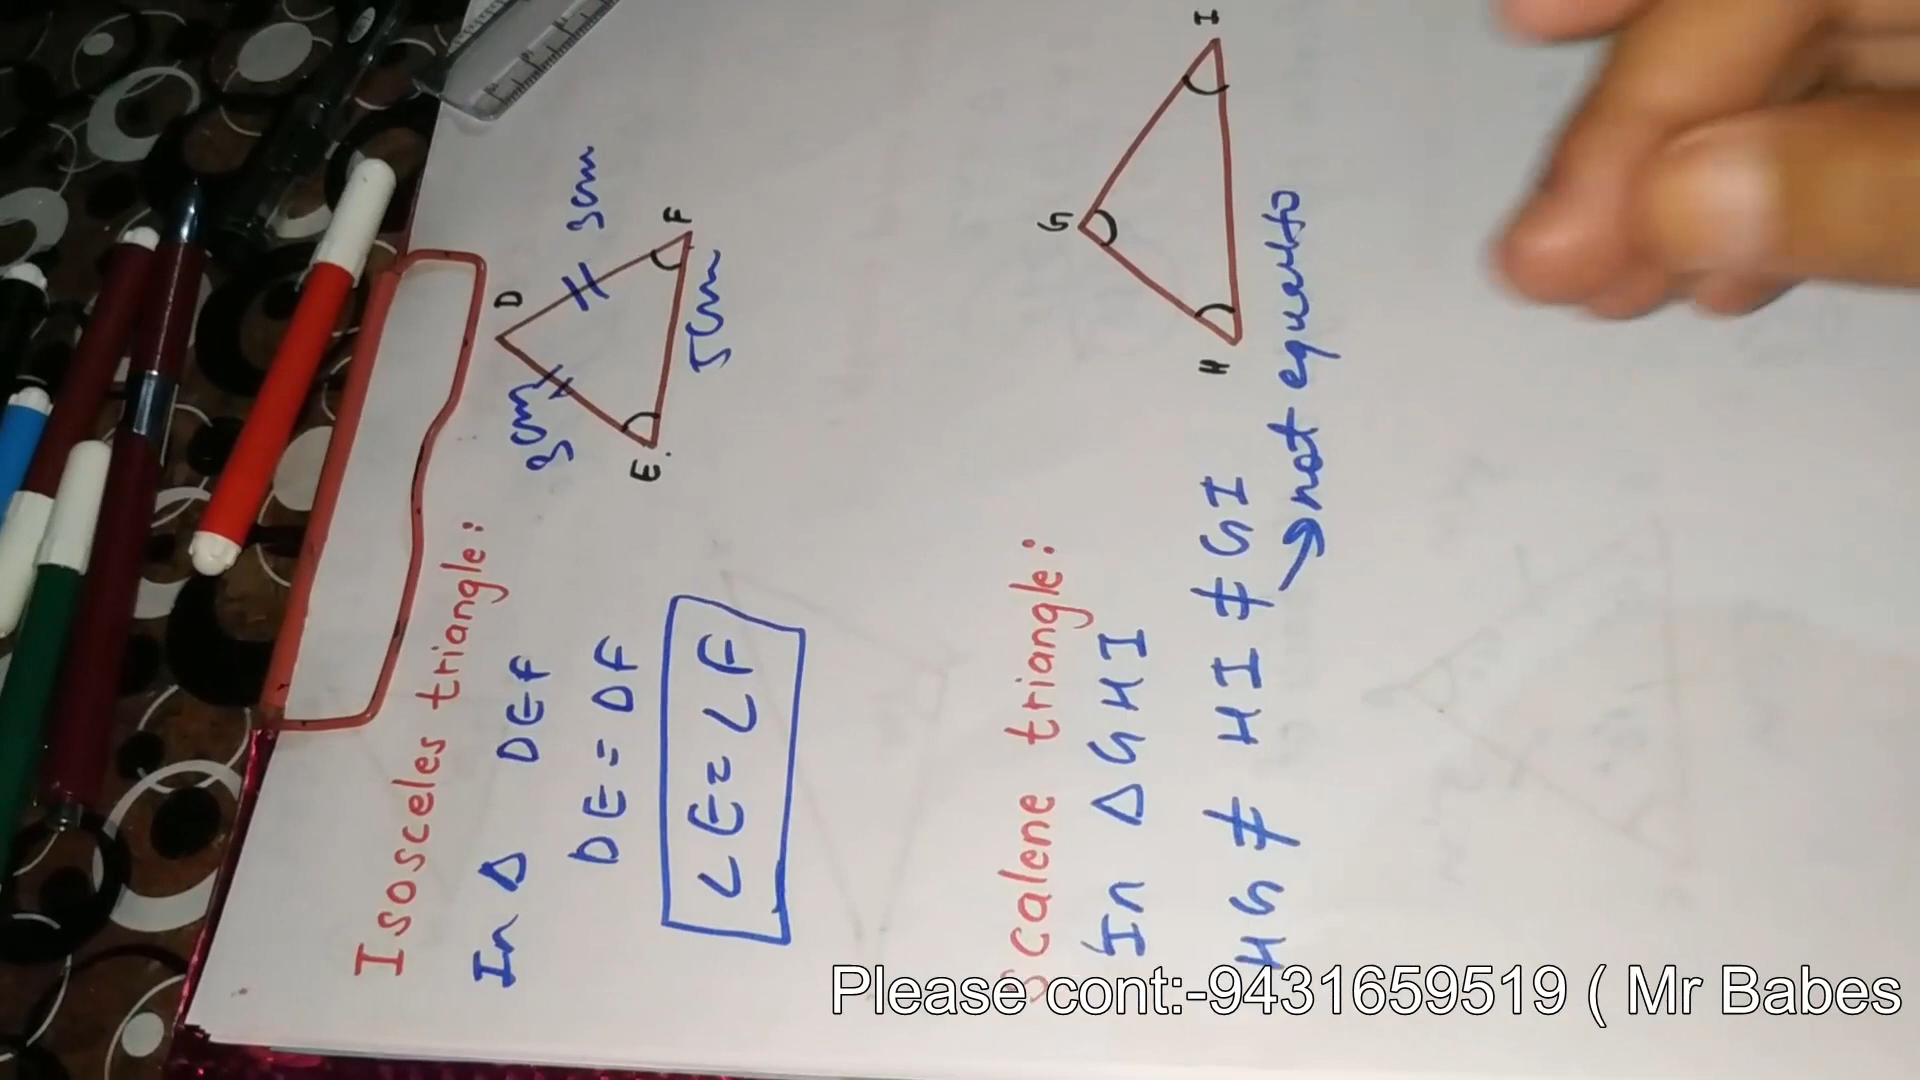 Isosceles triangle:
In Δ DEF
DE = DF
∠E = ∠F
D
3cm
3cm
E
F
5cm
Scalene triangle:
In Δ GHI
HG ≠ HI ≠ GI
→ not equal to
G
H
I
Please cont:-9431659519 ( Mr Babes